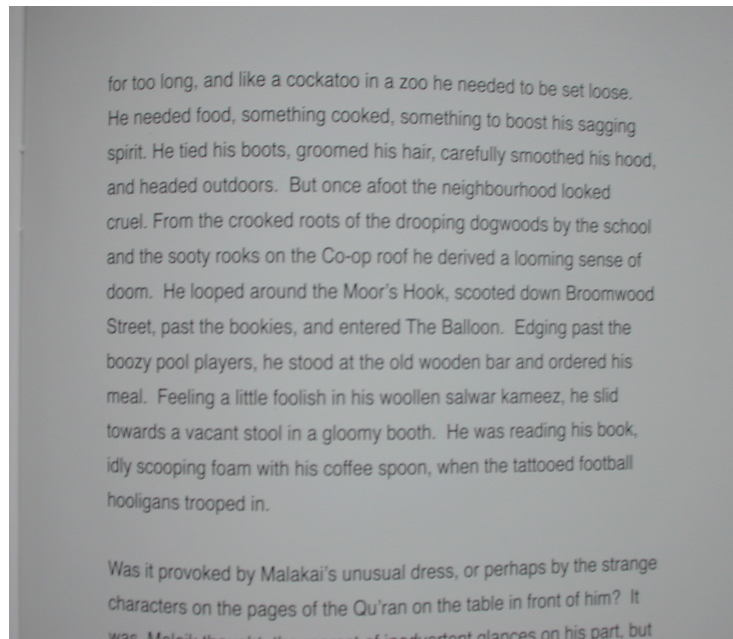 for too long, and like a cockatoo in a zoo he needed to be set loose.
He needed food, something cooked, something to boost his sagging
spirit. He tied his boots, groomed his hair, carefully smoothed his hood,
and headed outdoors.  But once afoot the neighbourhood looked
cruel. From the crooked roots of the drooping dogwoods by the school
and the sooty rooks on the Co-op roof he derived a looming sense of
doom.  He looped around the Moor's Hook, scooted down Broomwood
Street, past the bookies, and entered The Balloon.  Edging past the
boozy pool players, he stood at the old wooden bar and ordered his
meal.  Feeling a little foolish in his woollen salwar kameez, he slid
towards a vacant stool in a gloomy booth.  He was reading his book,
idly scooping foam with his coffee spoon, when the tattooed football
hooligans trooped in.
Was it provoked by Malakai's unusual dress, or perhaps by the strange
characters on the pages of the Qu'ran on the table in front of him?  It
was, glances on his part, but